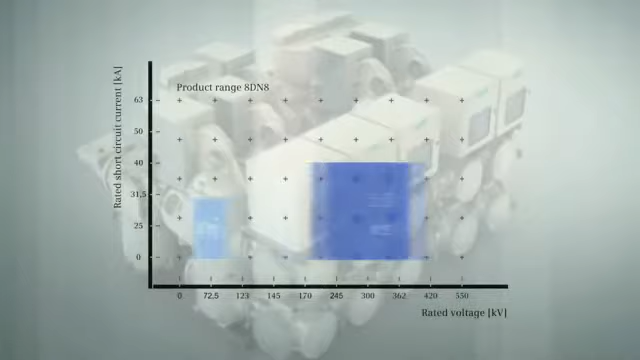 Product range 8DN8
Rated short circuit current [kA]
63
50
40
31,5
25
0
0 72,5 123 145 170 245 300 362 420 550
Rated voltage [kV]